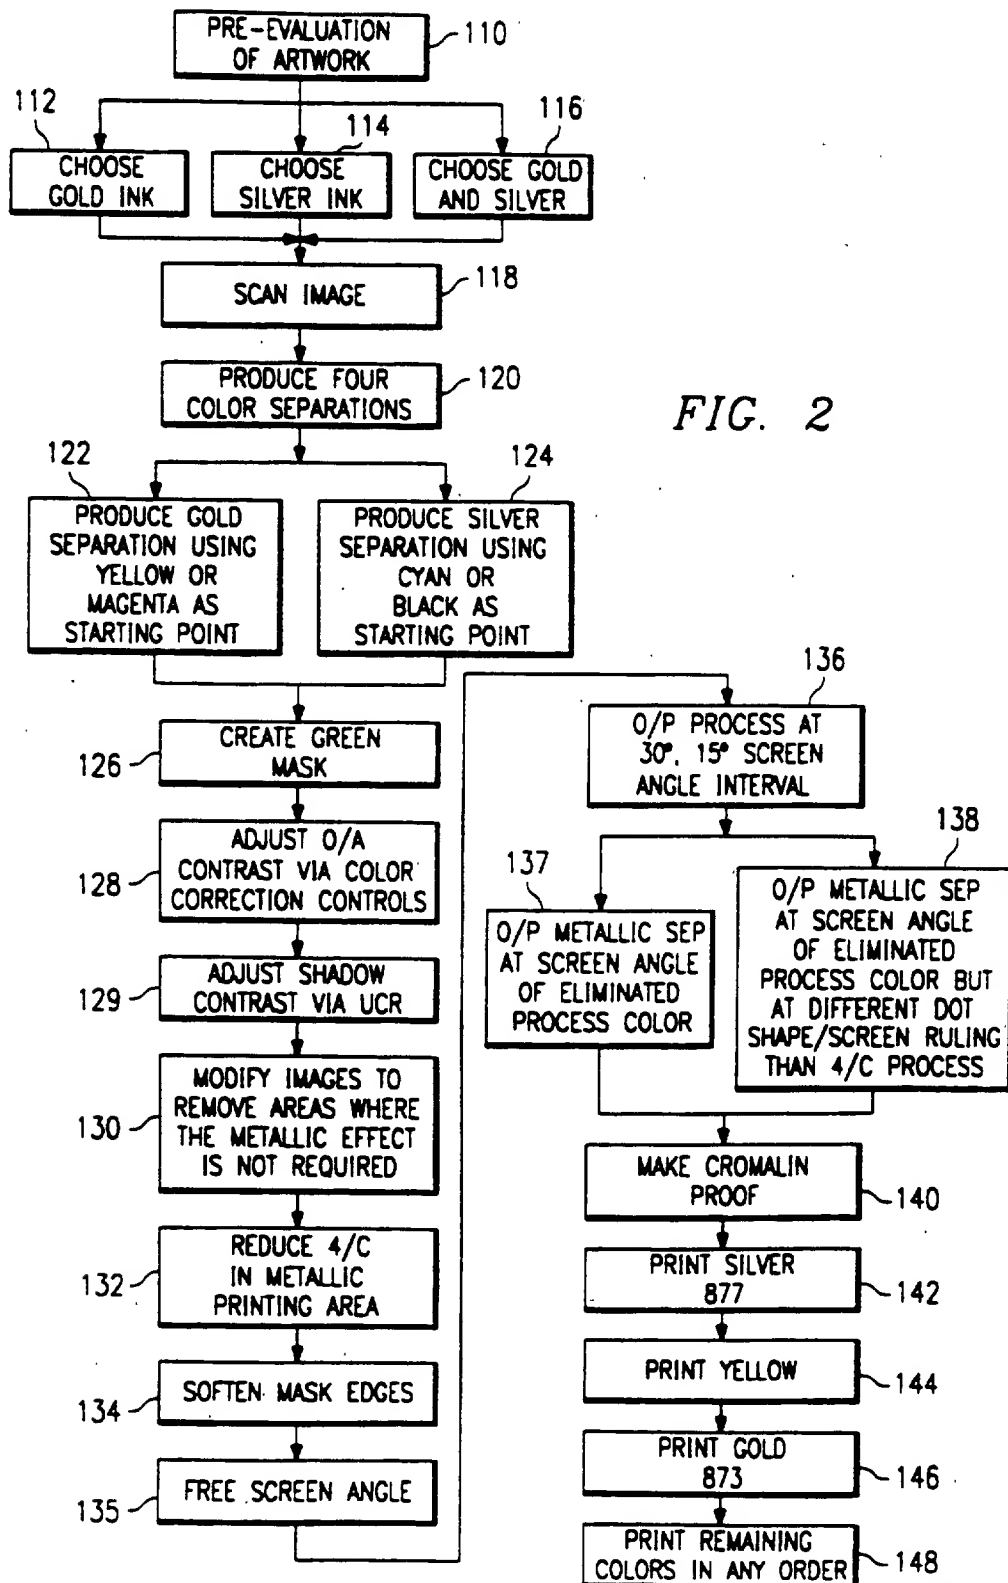 PRE-EVALUATION
OF ARTWORK
110
112
114
116
CHOOSE
GOLD INK
CHOOSE
SILVER INK
CHOOSE GOLD
AND SILVER
SCAN IMAGE
118
PRODUCE FOUR
COLOR SEPARATIONS
120
FIG. 2
122
124
PRODUCE GOLD
SEPARATION USING
YELLOW OR
MAGENTA AS
STARTING POINT
PRODUCE SILVER
SEPARATION USING
CYAN OR
BLACK AS
STARTING POINT
CREATE GREEN
MASK
126
ADJUST O/A
CONTRAST VIA COLOR
CORRECTION CONTROLS
128
ADJUST SHADOW
CONTRAST VIA UCR
129
MODIFY IMAGES TO
REMOVE AREAS WHERE
THE METALLIC EFFECT
IS NOT REQUIRED
130
REDUCE 4/C
IN METALLIC
PRINTING AREA
132
SOFTEN MASK EDGES
134
FREE SCREEN ANGLE
135
136
O/P PROCESS AT
30°, 15° SCREEN
ANGLE INTERVAL
137
O/P METALLIC SEP
AT SCREEN ANGLE
OF ELIMINATED
PROCESS COLOR
138
O/P METALLIC SEP
AT SCREEN ANGLE
OF ELIMINATED
PROCESS COLOR BUT
AT DIFFERENT DOT
SHAPE/SCREEN RULING
THAN 4/C PROCESS
MAKE CROMALIN
PROOF
140
PRINT SILVER
877
142
PRINT YELLOW
144
PRINT GOLD
873
146
PRINT REMAINING
COLORS IN ANY ORDER
148